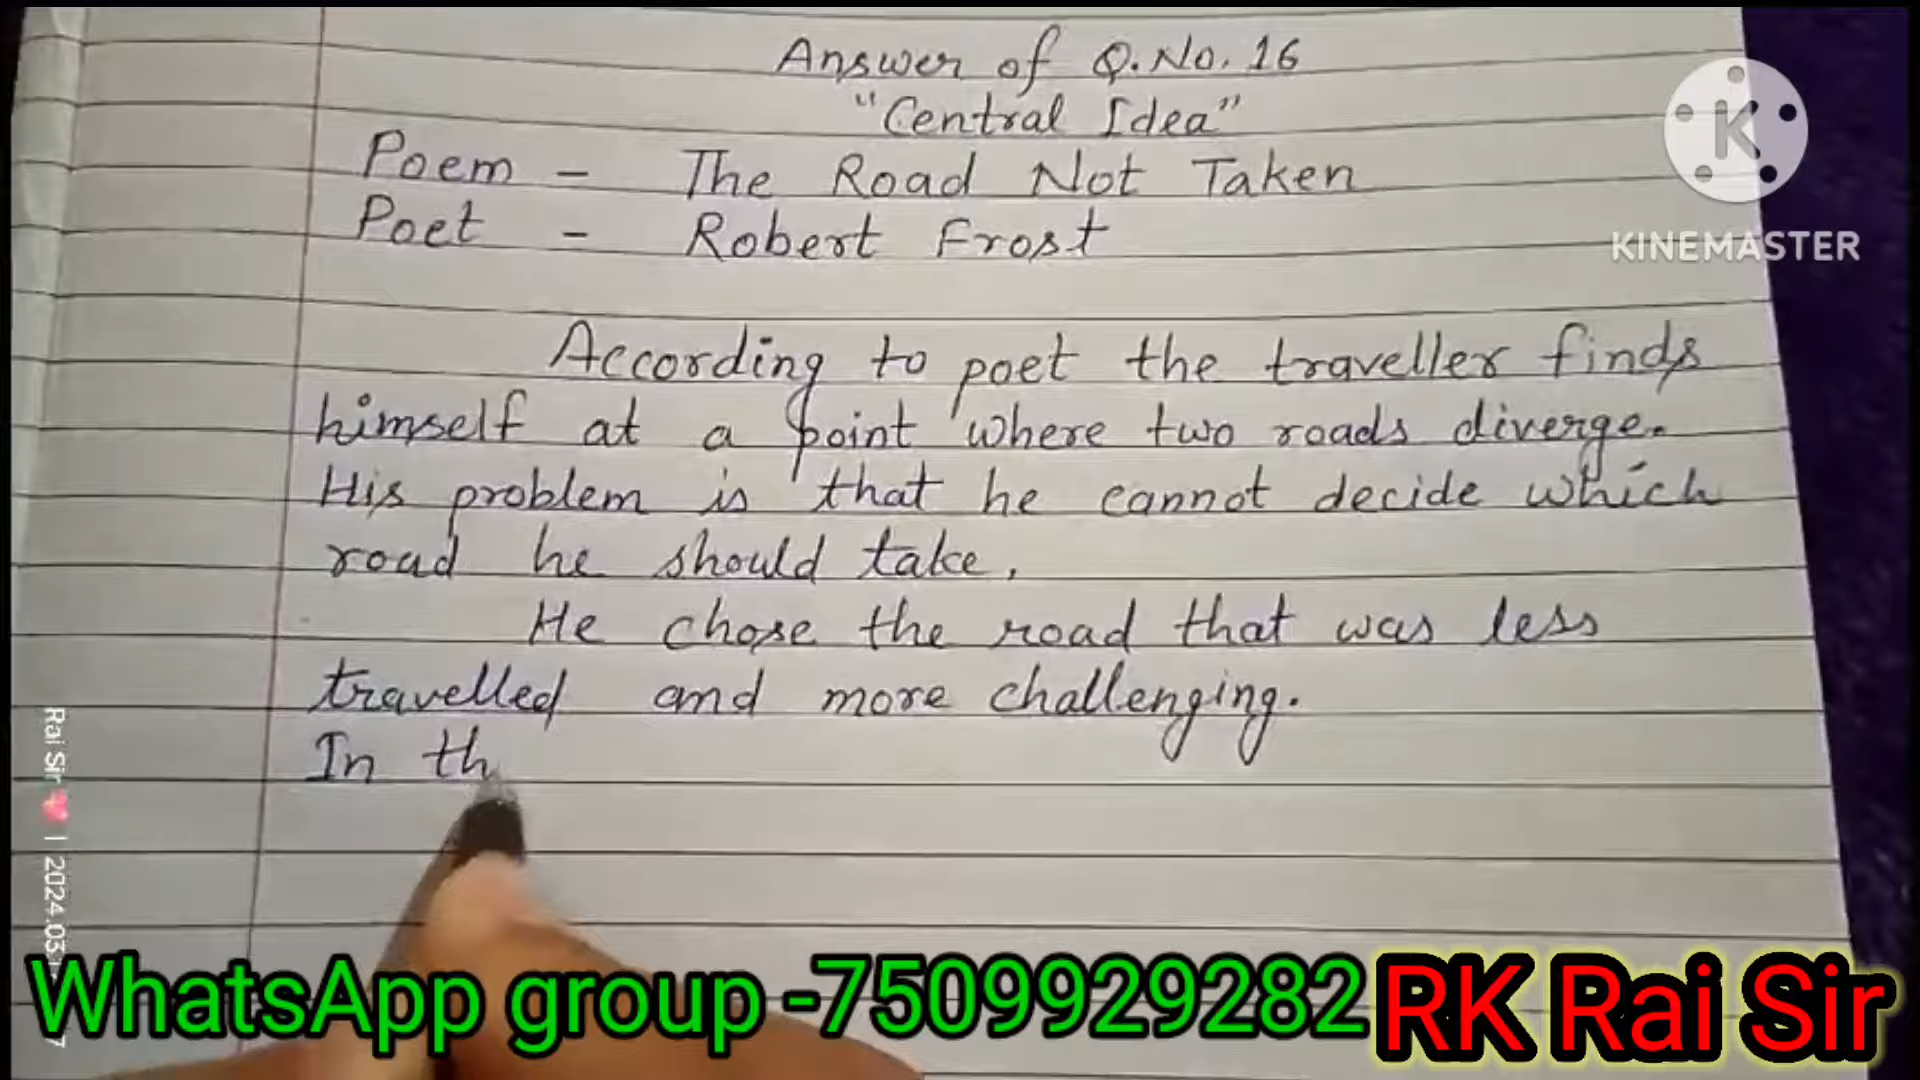 Answer of Q.No. 16
"Central Idea"
Poem - The Road Not Taken
Poet - Robert Frost
According to poet the traveller finds
himself at a point where two roads diverge.
His problem is that he cannot decide which
road he should take.
He chose the road that was less
travelled and more challenging.
In th
K
KINEMASTER
Rai Sir | 2024.03
WhatsApp group -7509929282 RK Rai Sir